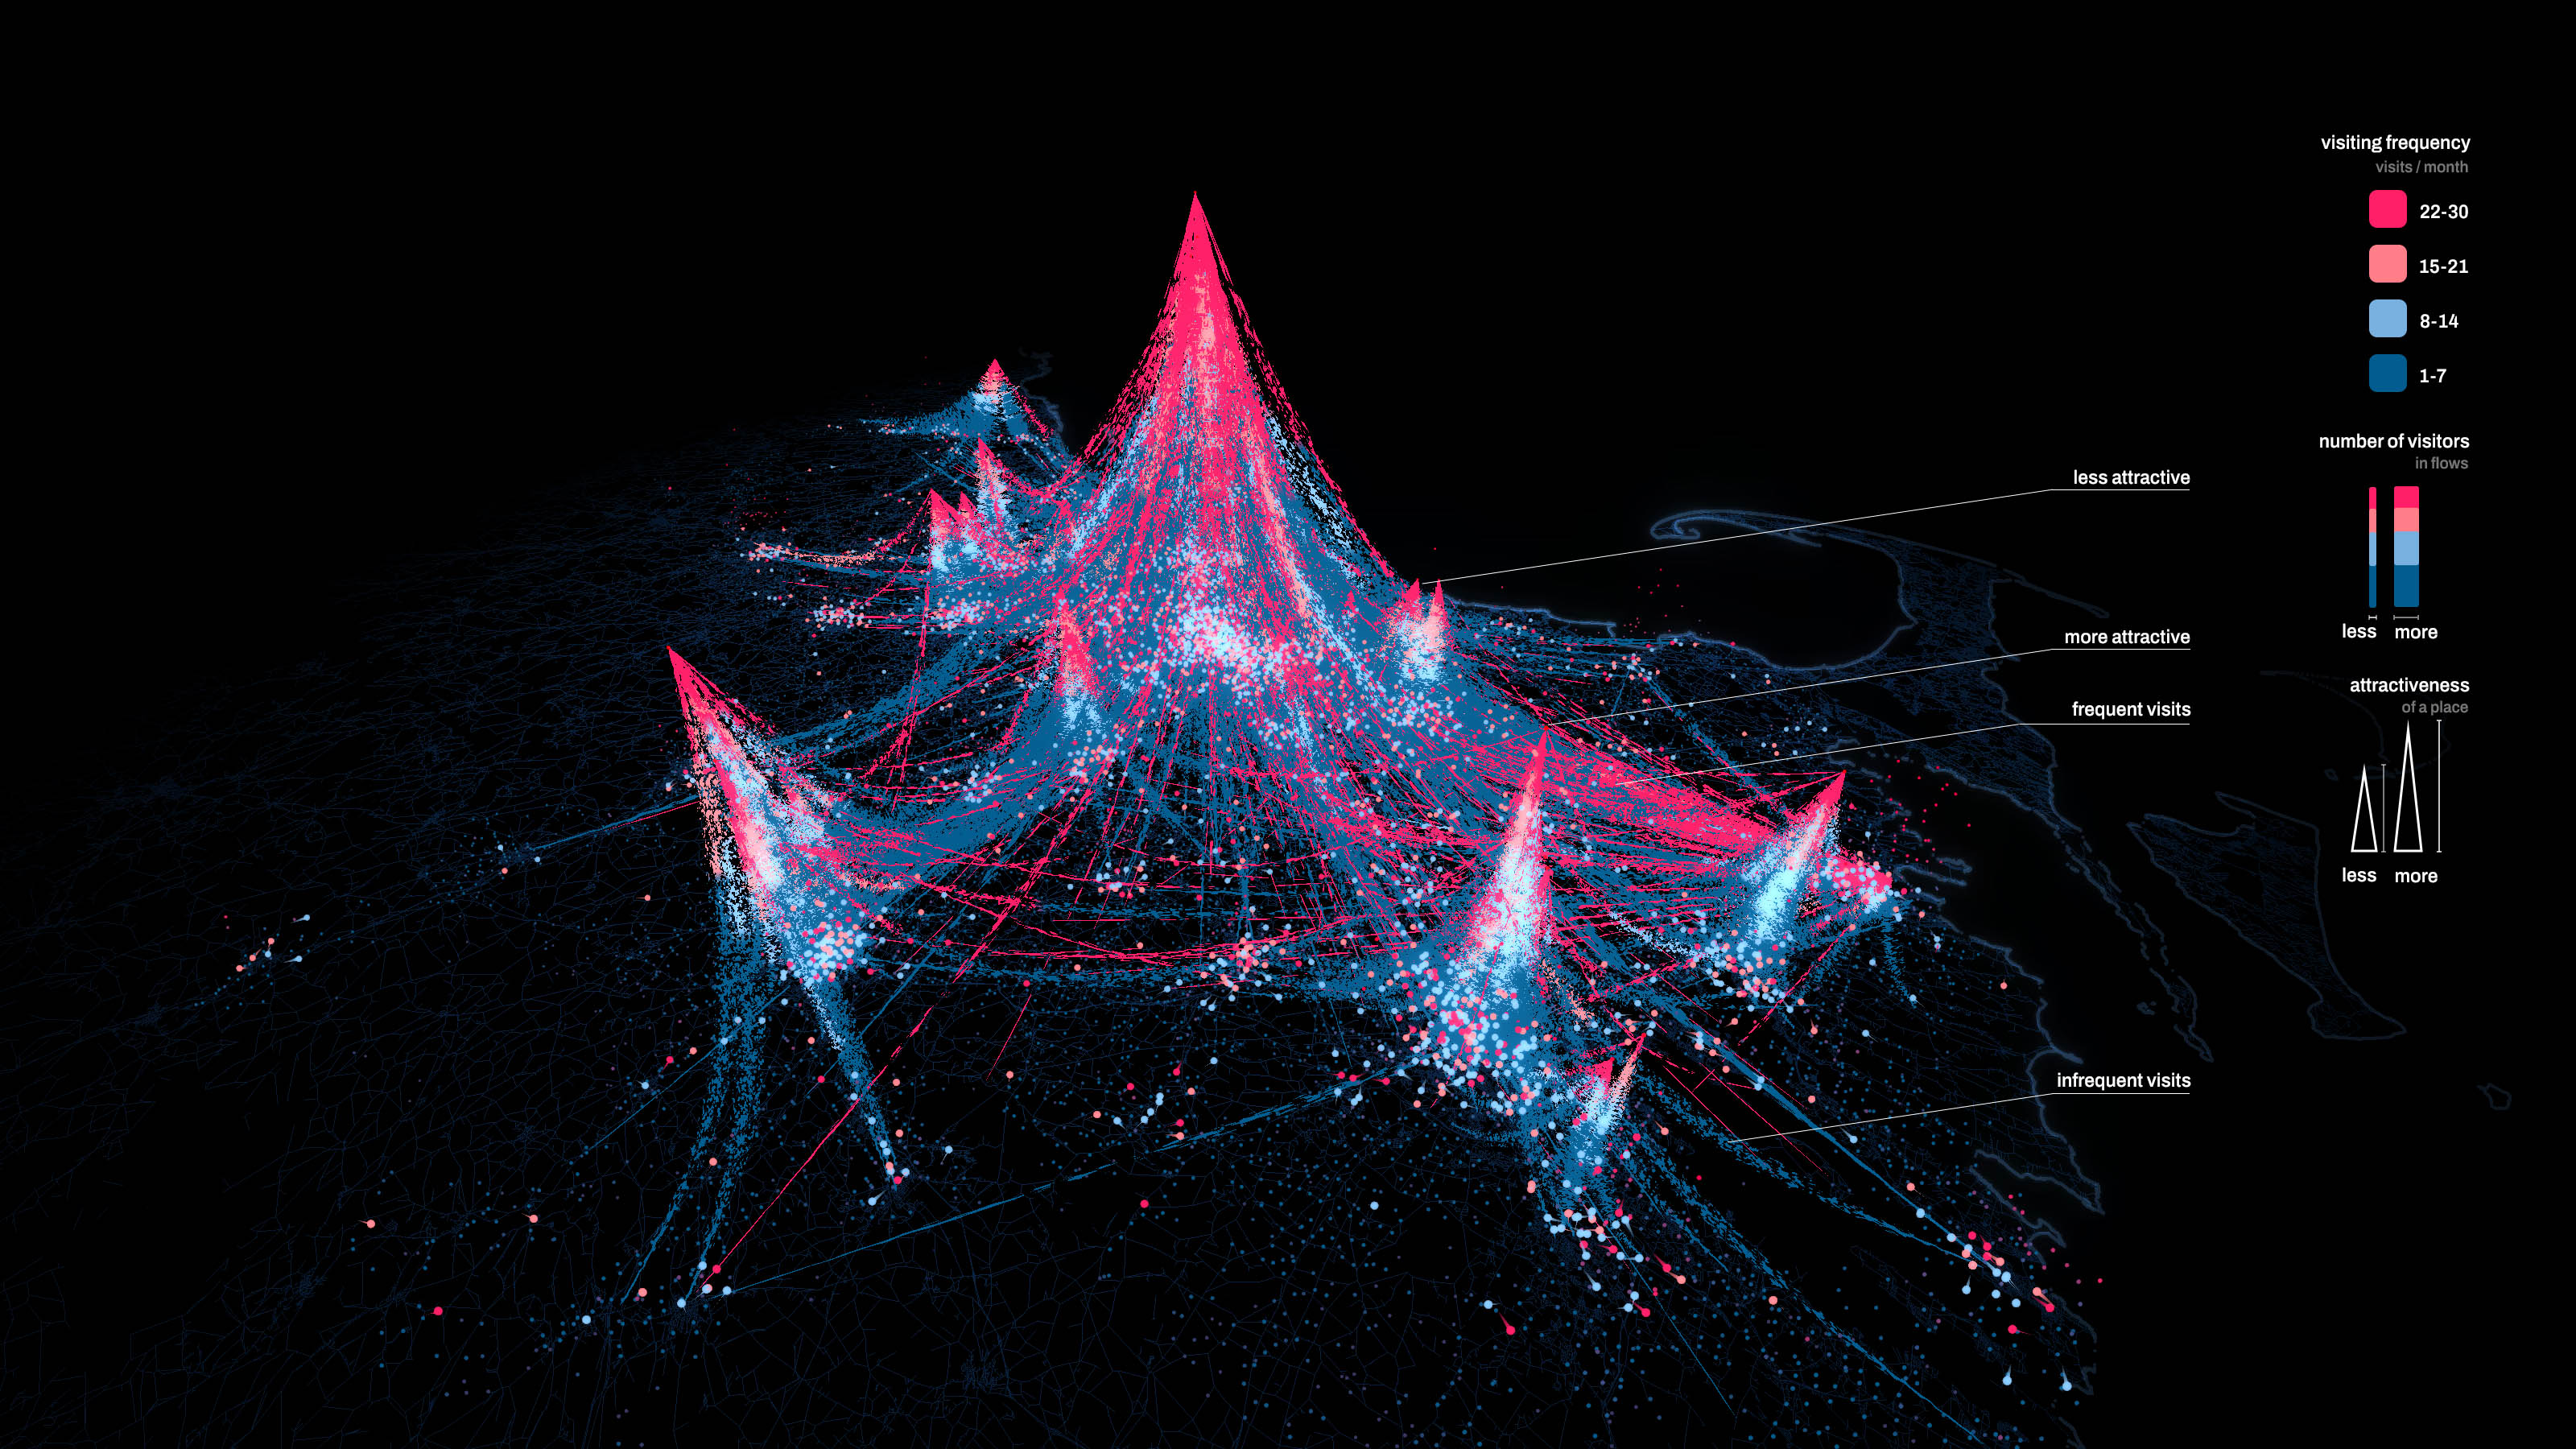 visiting frequency
visits / month
22-30
15-21
8-14
1-7
number of visitors
in flows
less more
attractiveness
of a place
less more
less attractive
more attractive
frequent visits
infrequent visits